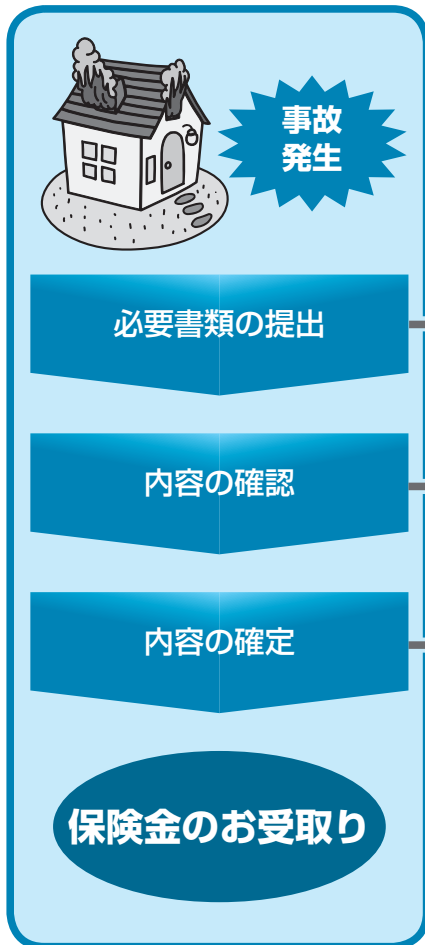 事故
発生
必要書類の提出
内容の確認
内容の確定
保険金のお受取り